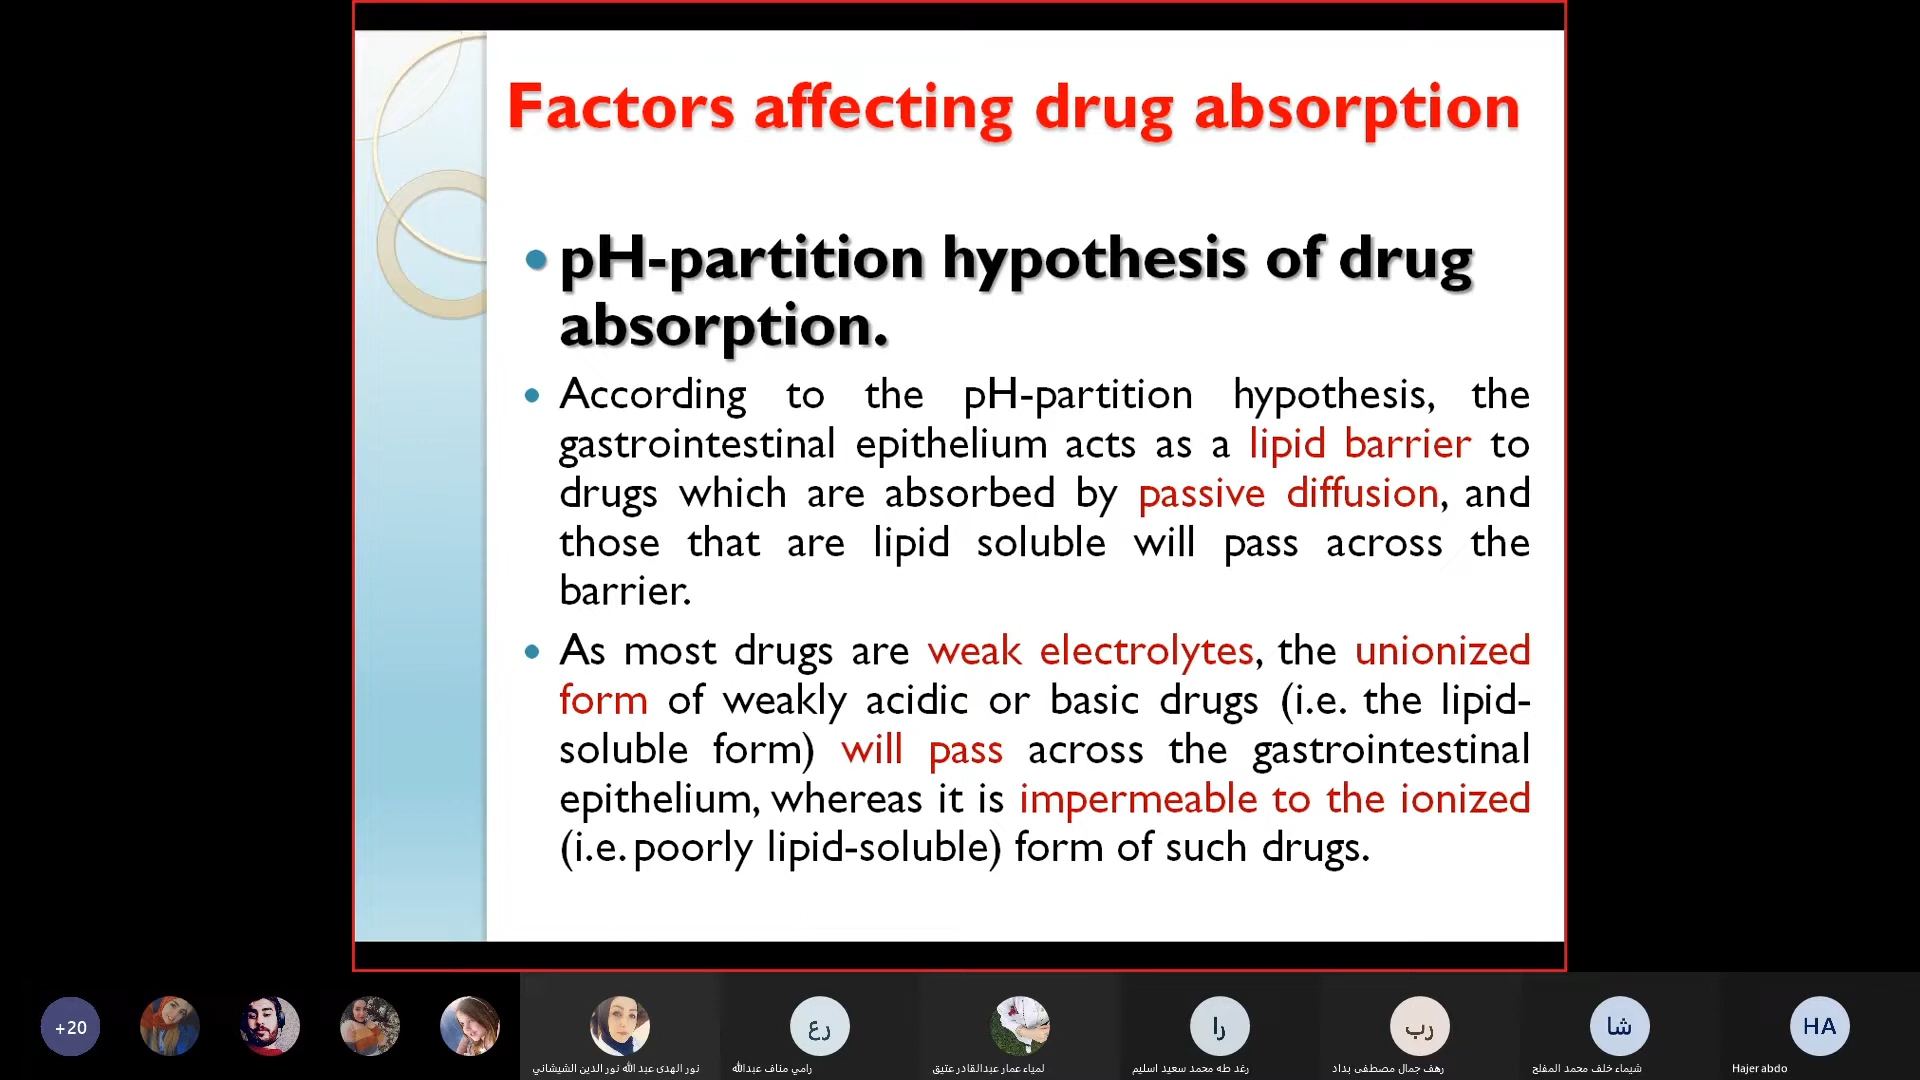 Factors affecting drug absorption
• pH-partition hypothesis of drug
absorption.
• According to the pH-partition hypothesis, the
gastrointestinal epithelium acts as a lipid barrier to
drugs which are absorbed by passive diffusion, and
those that are lipid soluble will pass across the
barrier.
• As most drugs are weak electrolytes, the unionized
form of weakly acidic or basic drugs (i.e. the lipid-
soluble form) will pass across the gastrointestinal
epithelium, whereas it is impermeable to the ionized
(i.e. poorly lipid-soluble) form of such drugs.
+20
رع
را
رب
شا
HA
نور الهدى عبد الله نور الدين الشيشاني
رامي مناف عبدالله
لمياء عمار عبدالقادر عتيق
رغد طه محمد سعيد اسليم
رهف جمال مصطفى بداد
شيماء خلف محمد المفلح
Hajer abdo